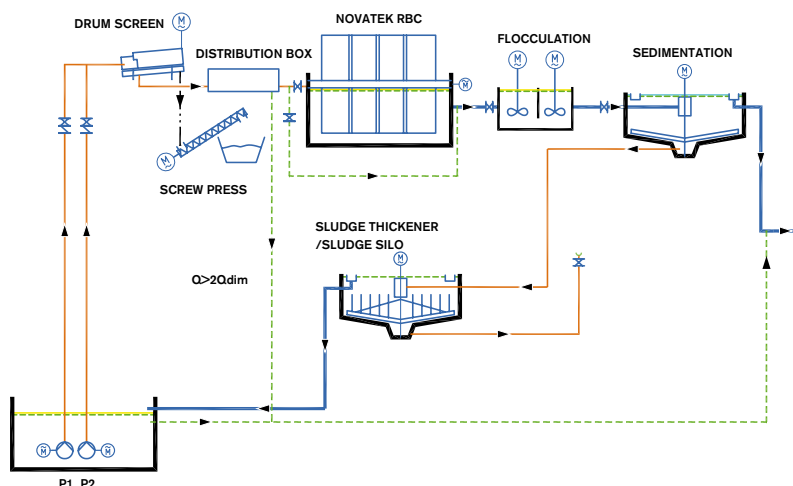 NOVATEK RBC
DRUM SCREEN
M
~
DISTRIBUTION BOX
FLOCCULATION
SEDIMENTATION
M
~
M
~
M
~
M
~
M
~
SCREW PRESS
SLUDGE THICKENER
/SLUDGE SILO
M
~
Q>2Qdim
M
~
M
~
P1 P2